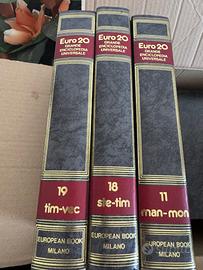 Euro 20
GRANDE
ENCICLOPEDIA
UNIVERSALE
19
tim-vec
EUROPEAN BOOK
MILANO
Euro 20
GRANDE
ENCICLOPEDIA
UNIVERSALE
18
ste-tim
EUROPEAN BOOK
MILANO
Euro 20
GRANDE
ENCICLOPEDIA
UNIVERSALE
11
man-mon
EUROPEAN BOOK
MILANO